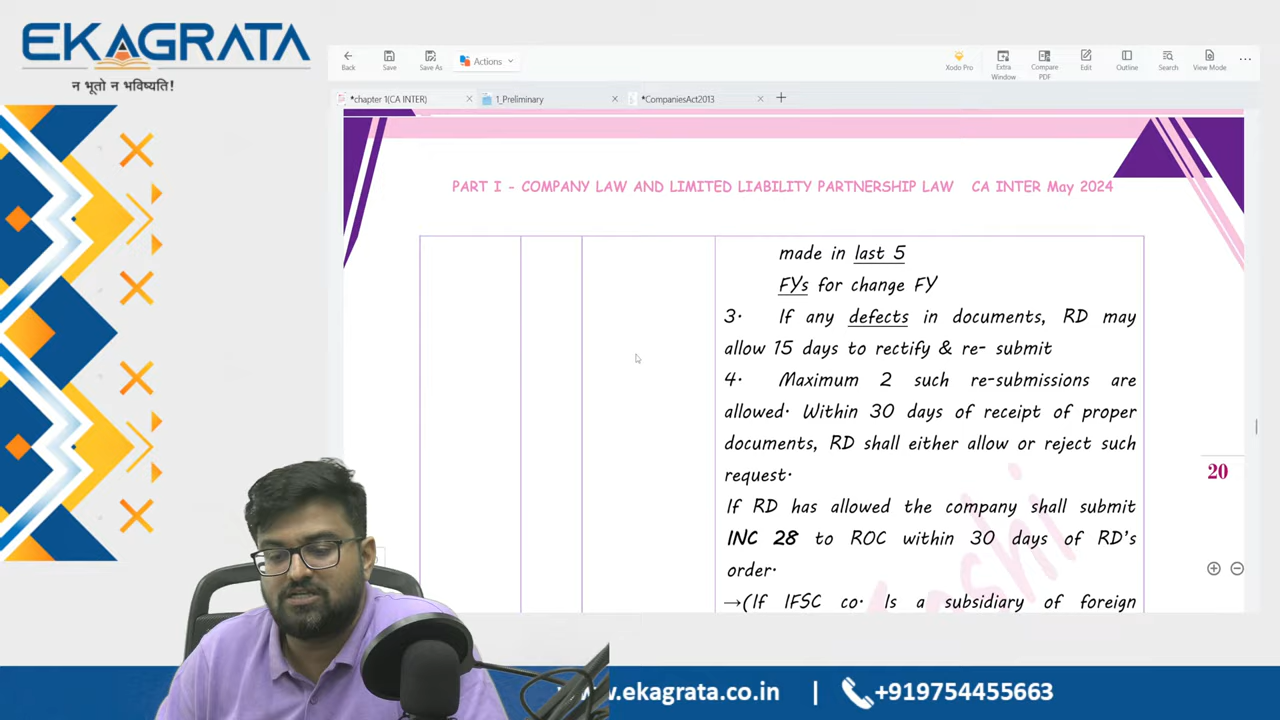 EKAGRATA
न भूतो न भविष्यति!
Back
Save
Save As
Actions
Xodo Pro
Extra Window
Compare PDF
Edit
Outline
Search
View Mode
*chapter 1(CA INTER)
1_Preliminary
*CompaniesAct2013
PART I - COMPANY LAW AND LIMITED LIABILITY PARTNERSHIP LAW CA INTER May 2024
made in last 5
FYs for change FY
3. If any defects in documents, RD may
allow 15 days to rectify & re- submit
4. Maximum 2 such re-submissions are
allowed. Within 30 days of receipt of proper
documents, RD shall either allow or reject such
request.
If RD has allowed the company shall submit
INC 28 to ROC within 30 days of RD's
order.
→(If IFSC co. Is a subsidiary of foreign
20
www.ekagrata.co.in | +919754455663